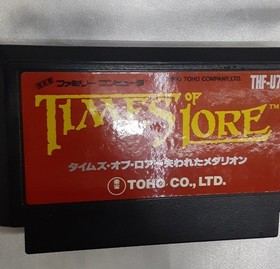 ファミリーコンピュータ
TOHO COMPANY, LTD.
THF-U7
TIMES OF LORE™
タイムズ・オブ・ロアー失われたメダリオン
TOHO CO., LTD.